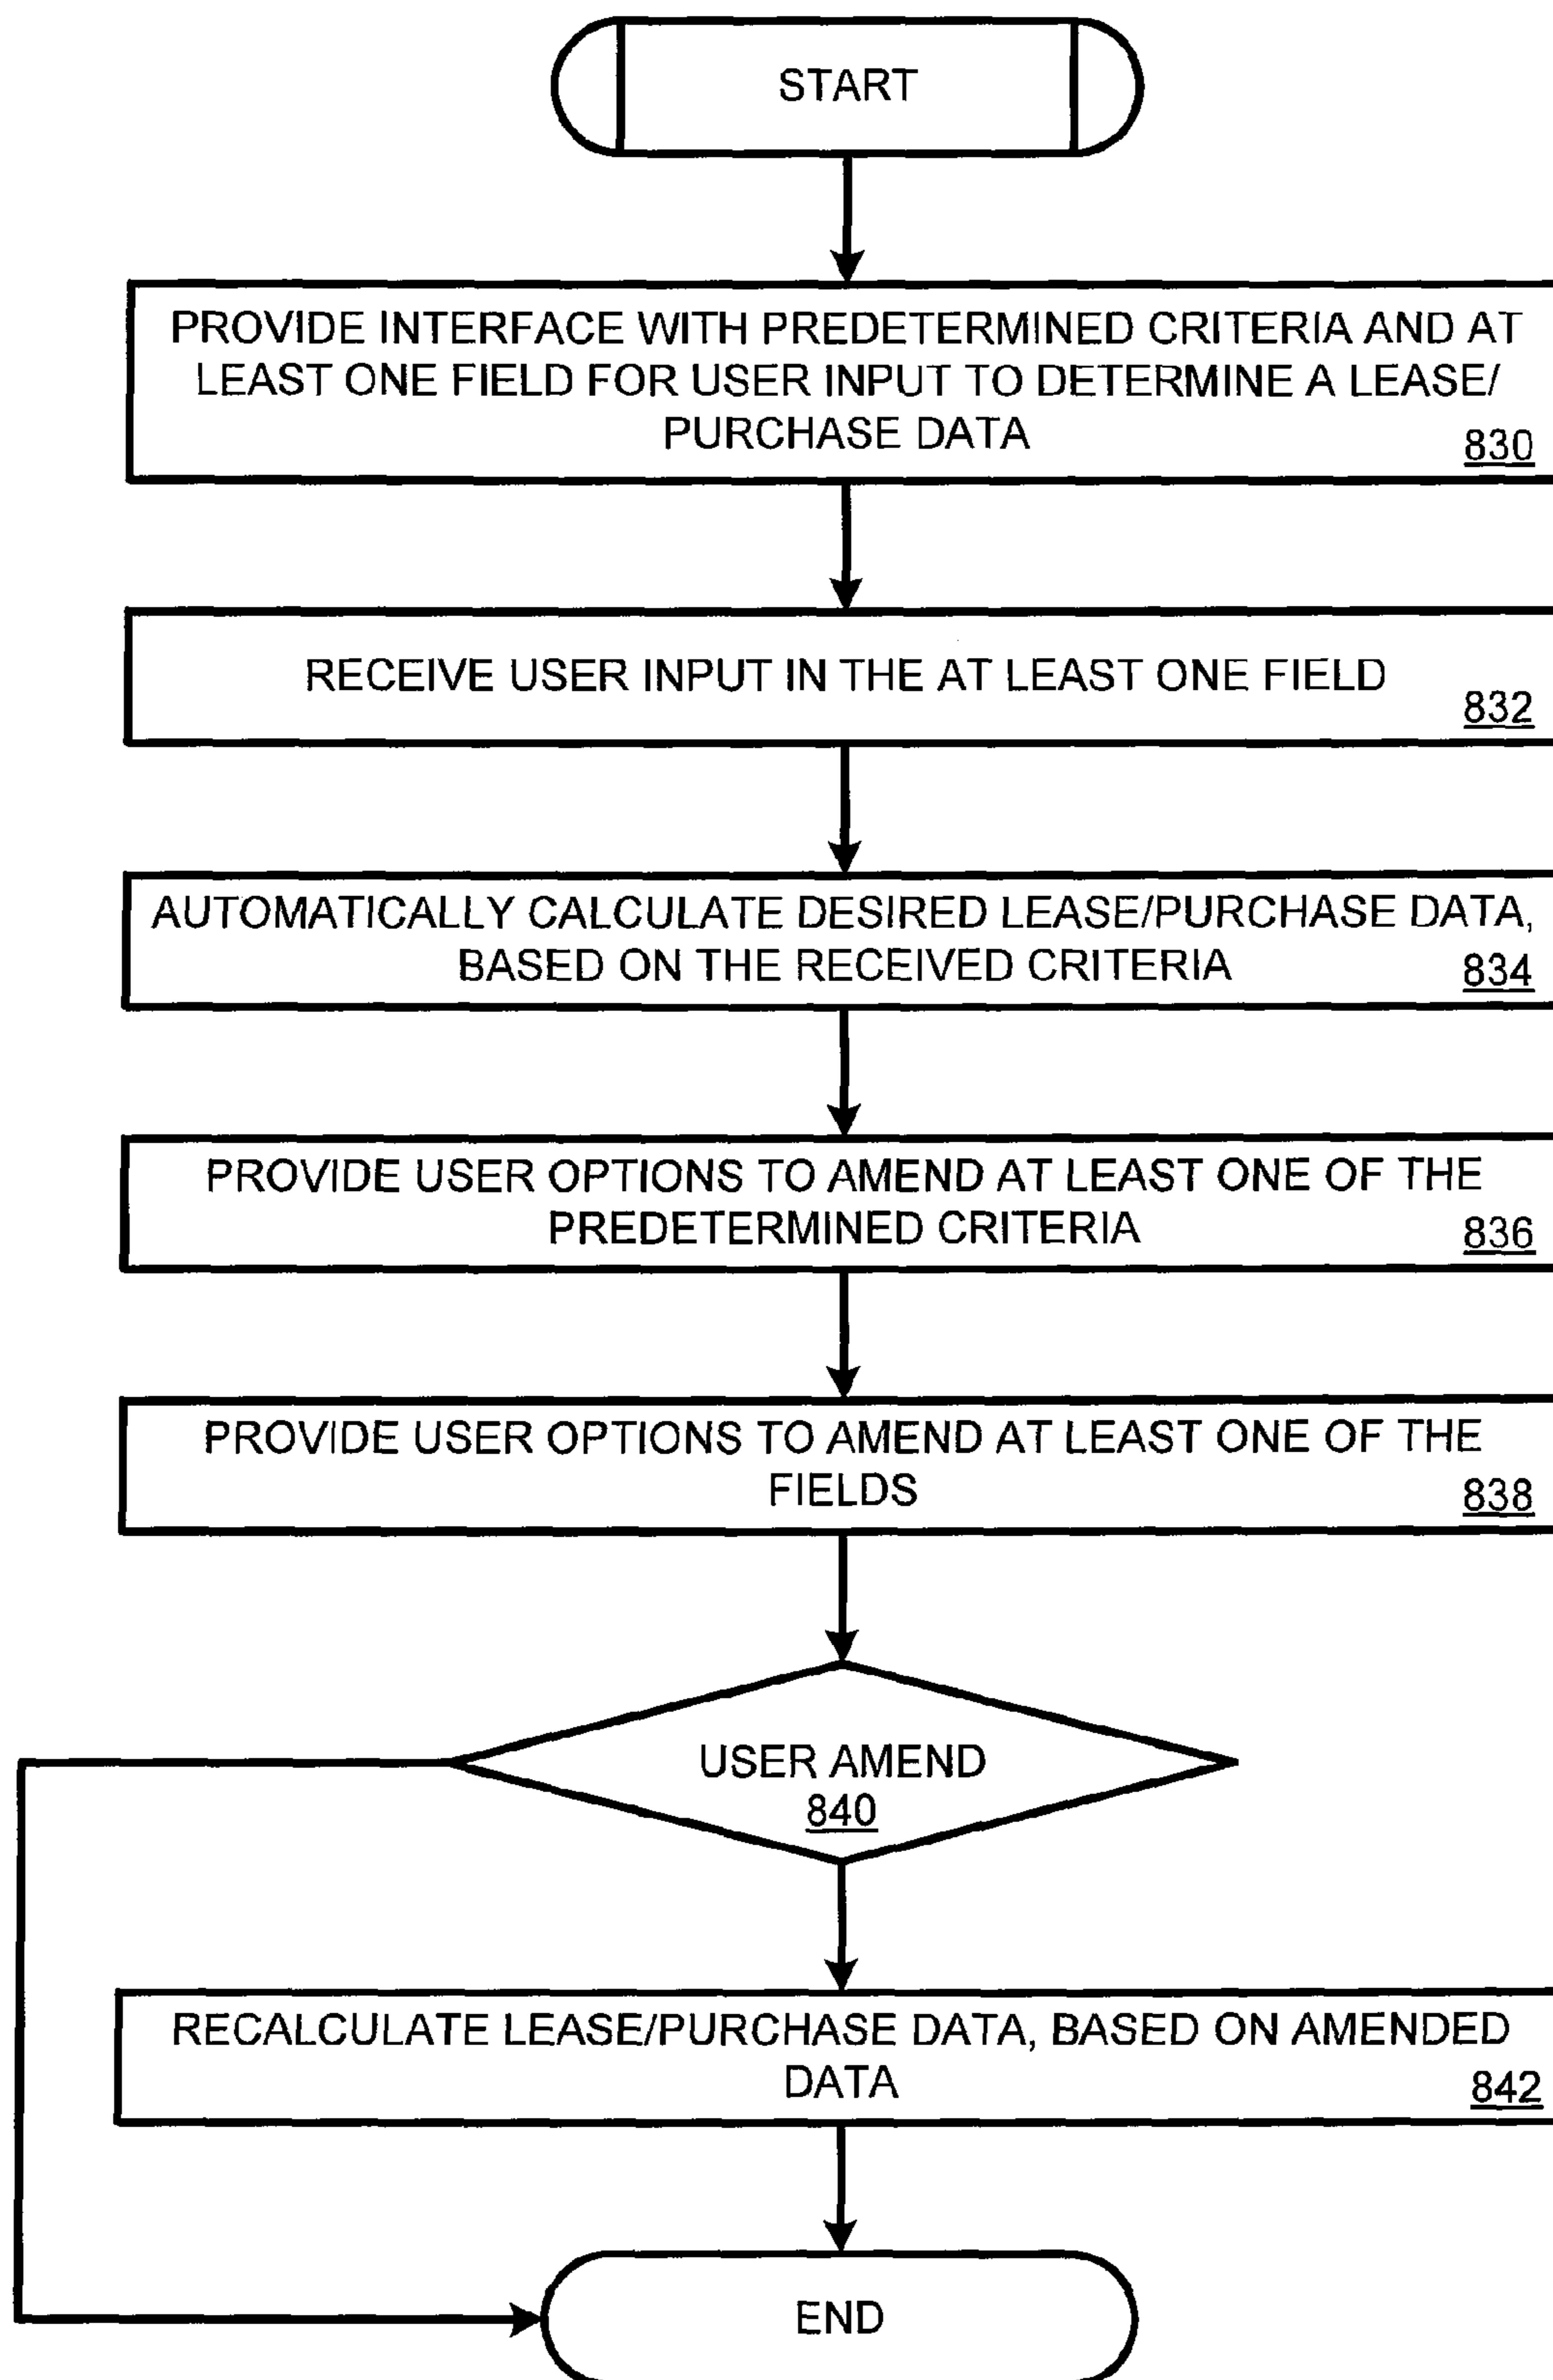 START
PROVIDE INTERFACE WITH PREDETERMINED CRITERIA AND AT
LEAST ONE FIELD FOR USER INPUT TO DETERMINE A LEASE/
PURCHASE DATA
830
RECEIVE USER INPUT IN THE AT LEAST ONE FIELD
832
AUTOMATICALLY CALCULATE DESIRED LEASE/PURCHASE DATA,
BASED ON THE RECEIVED CRITERIA
834
PROVIDE USER OPTIONS TO AMEND AT LEAST ONE OF THE
PREDETERMINED CRITERIA
836
PROVIDE USER OPTIONS TO AMEND AT LEAST ONE OF THE
FIELDS
838
USER AMEND
840
RECALCULATE LEASE/PURCHASE DATA, BASED ON AMENDED
DATA
842
END